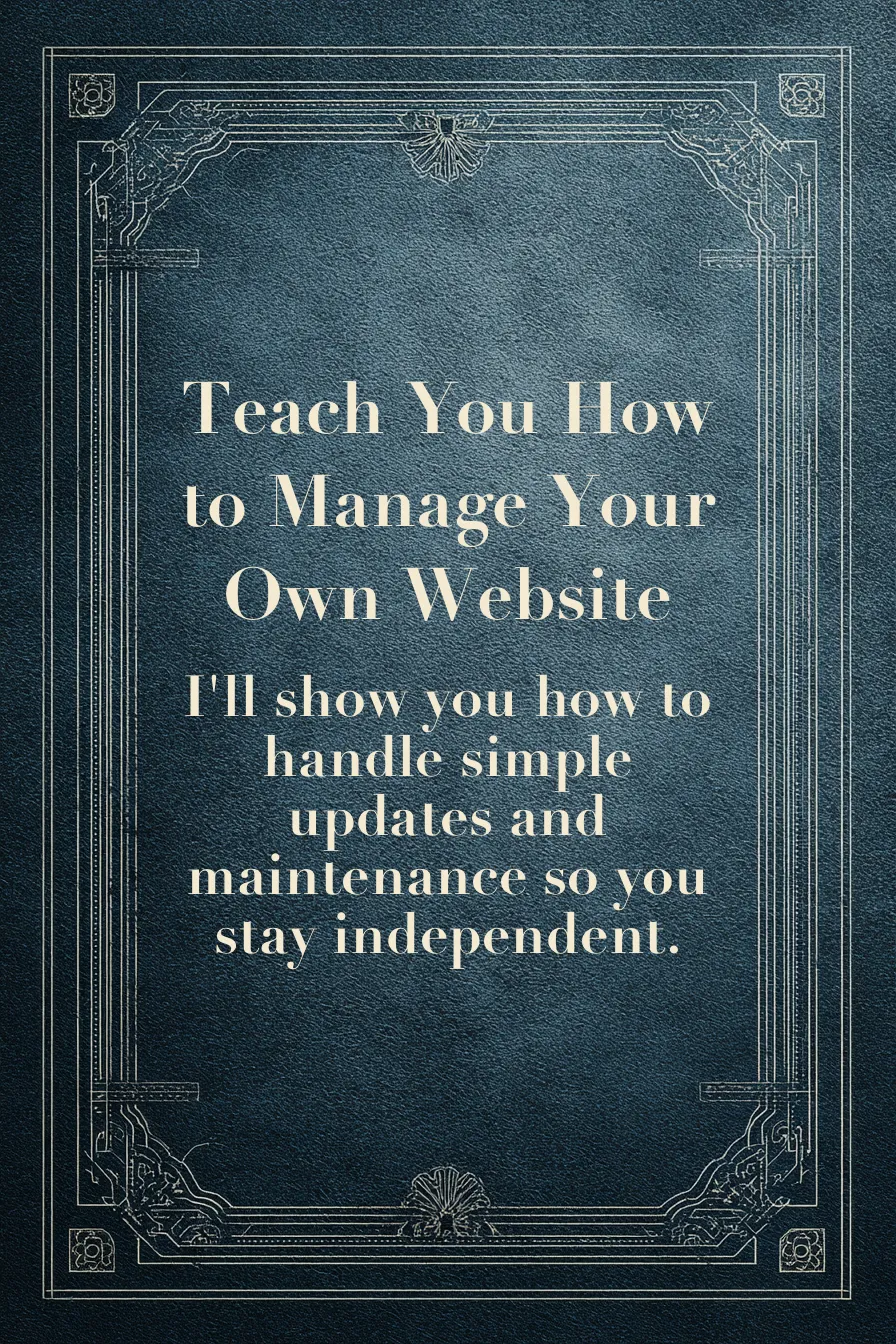 Teach You How
to Manage Your
Own Website
I'll show you how to
handle simple
updates and
maintenance so you
stay independent.